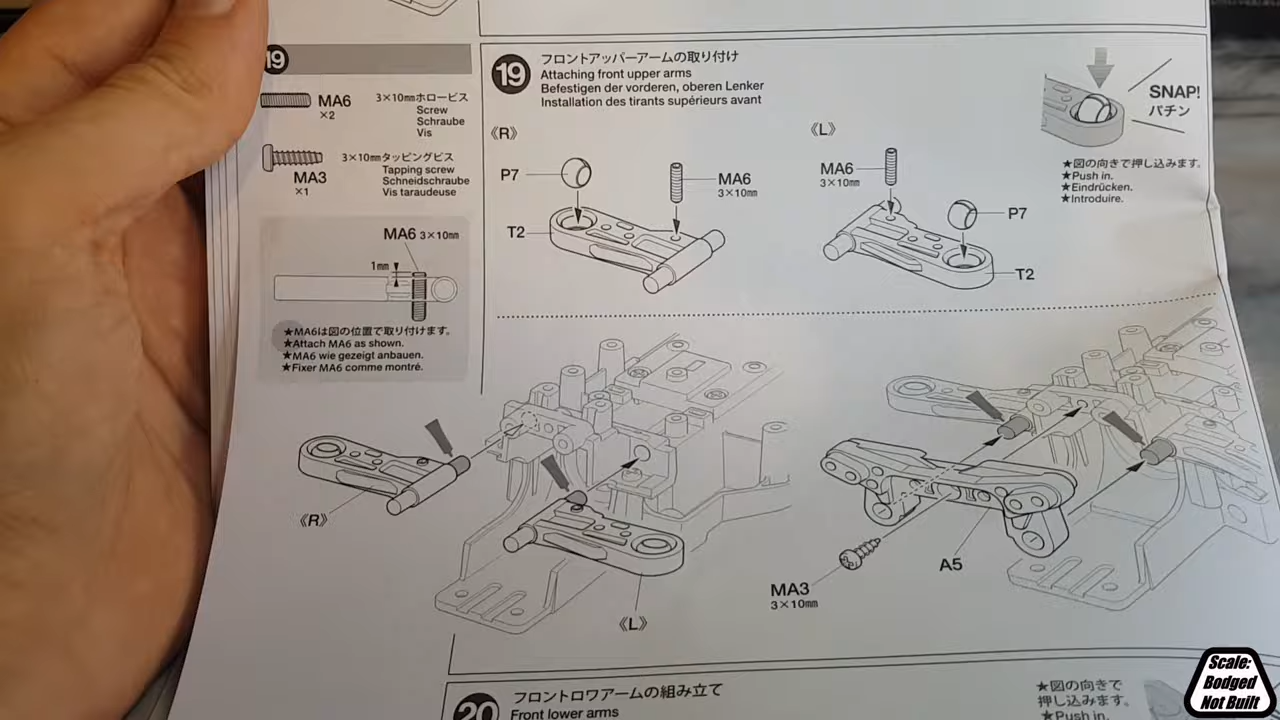 19
MA6
×2
3×10mmホロービス
Screw
Schraube
Vis
3×10mmタッピングビス
Tapping screw
Schneidschraube
Vis taraudeuse
MA3
×1
MA6 3×10mm
1mm
★MA6は図の位置で取り付けます。
★Attach MA6 as shown.
★MA6 wie gezeigt anbauen.
★Fixer MA6 comme montré.
19
フロントアッパーアームの取り付け
Attaching front upper arms
Befestigen der vorderen, oberen Lenker
Installation des tirants supérieurs avant
《R》
P7
MA6
3×10mm
T2
《L》
MA6
3×10mm
P7
T2
SNAP!
パチン
★図の向きで押し込みます。
★Push in.
★Eindrücken.
★Introduire.
《R》
《L》
MA3
3×10mm
A5
20
フロントロワアームの組み立て
Front lower arms
★図の向きで
押し込みます。
★Push in.
Scale:
Bodged
Not Built